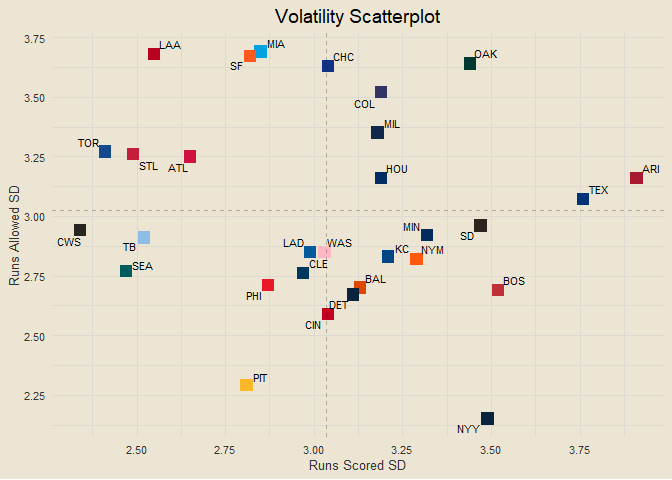 Volatility Scatterplot
3.75
LAA
MIA
OAK
SF
CHC
3.50
COL
MIL
TOR
3.25
STL
ATL
HOU
ARI
TEX
3.00
CWS
TB
LAD
WAS
MIN
SD
KC
NYM
SEA
CLE
2.75
PHI
BAL
BOS
DET
CIN
2.50
PIT
2.25
NYY
Runs Allowed SD
2.50
2.75
3.00
3.25
3.50
3.75
Runs Scored SD